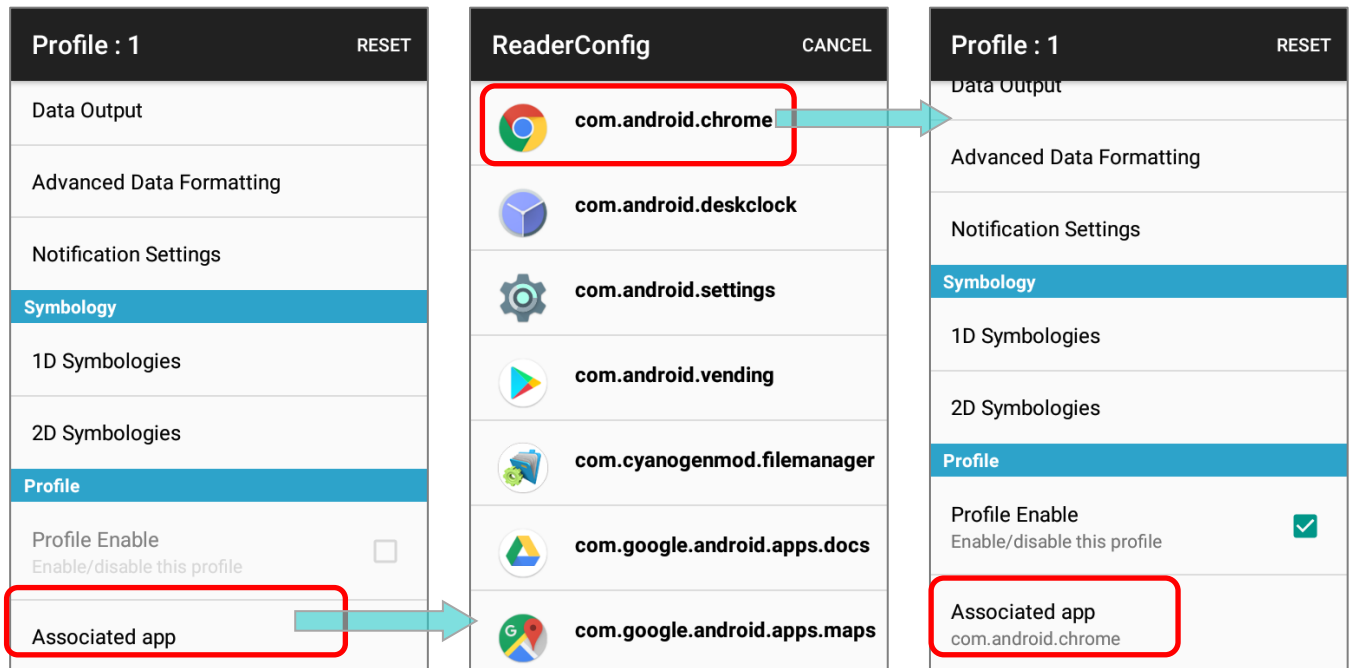 Profile : 1 RESET
Data Output
Advanced Data Formatting
Notification Settings
Symbology
1D Symbologies
2D Symbologies
Profile
Profile Enable
Enable/disable this profile
Associated app
ReaderConfig CANCEL
com.android.chrome
com.android.deskclock
com.android.settings
com.android.vending
com.cyanogenmod.filemanager
com.google.android.apps.docs
G com.google.android.apps.maps
Profile : 1 RESET
Data Output
Advanced Data Formatting
Notification Settings
Symbology
1D Symbologies
2D Symbologies
Profile
Profile Enable
Enable/disable this profile
Associated app
com.android.chrome